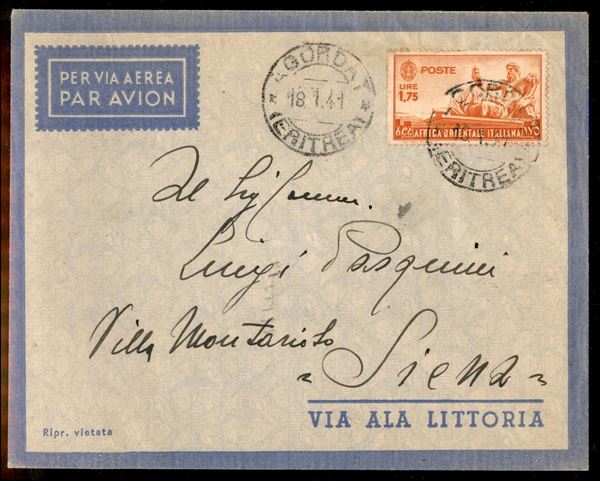 PER VIA AEREA
PAR AVION
AGORDAT
18.1.41
(ERITREA)
POSTE
LIRE
1,75
AFRICA ORIENTALE ITALIANA
(ERITREA)
Al Sig Comm.
Luigi Pasquini
Villa Montarioso
"Siena"
VIA ALA LITTORIA
Ripr. vietata